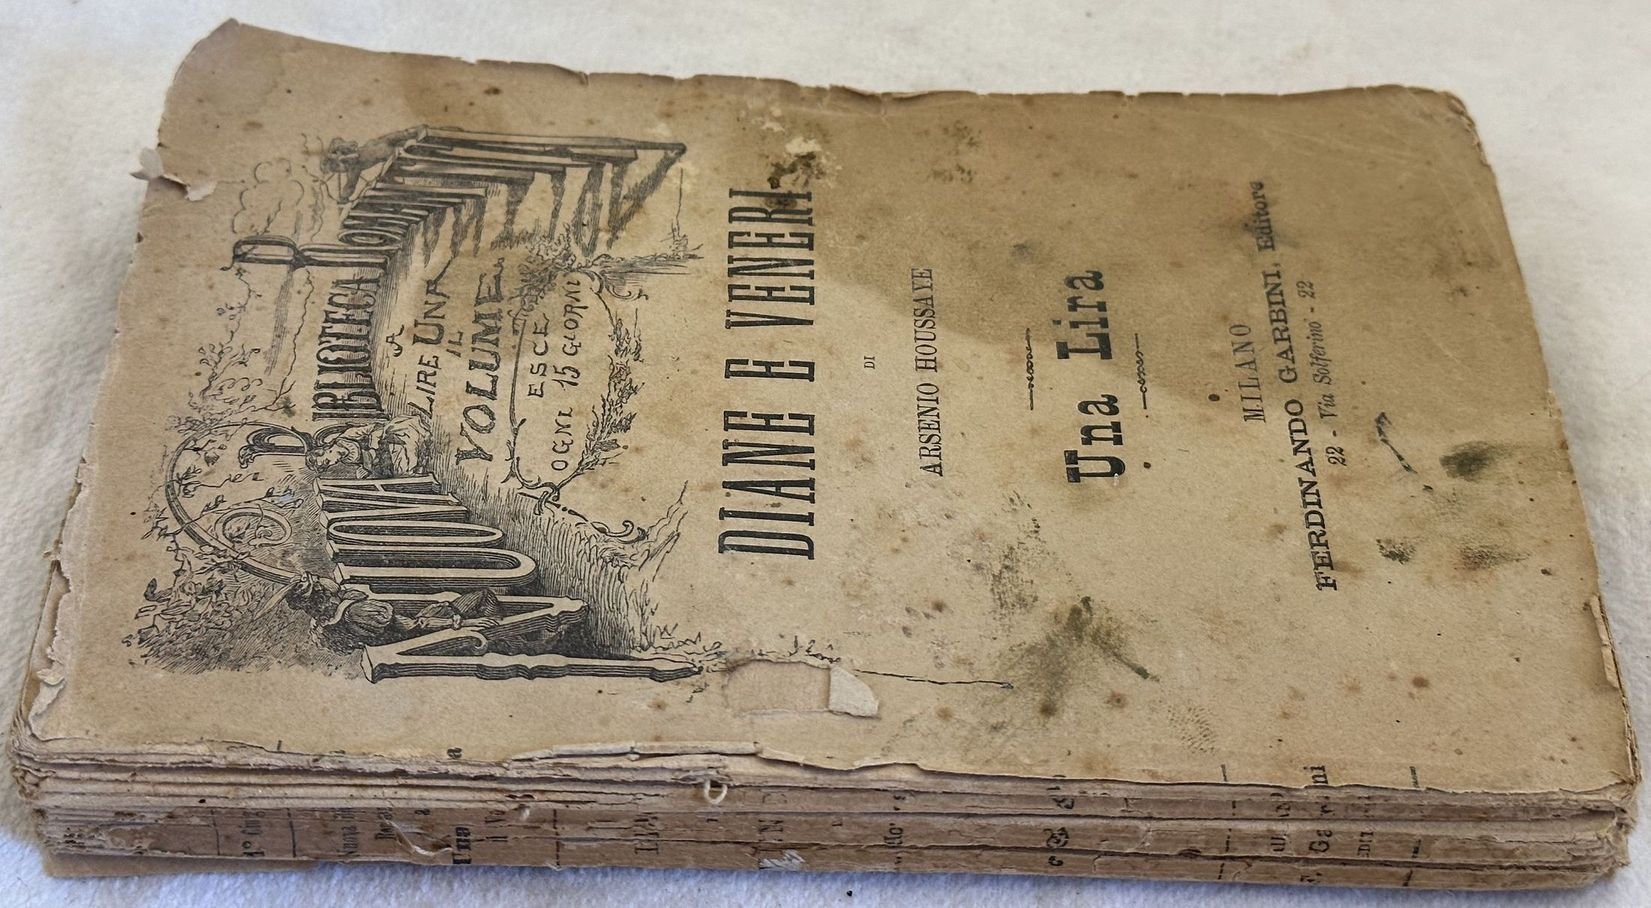 NUOVA BIBLIOTECA ROMANTICA
A
LIRE UNA
IL
VOLUME
ESCE
OGNI 15 GIORNI
DIANE E VENERI
DI
ARSENIO HOUSSAYE
Una Lira
MILANO
FERDINANDO GARBINI, Editore
22 - Via Solferino - 22
Una